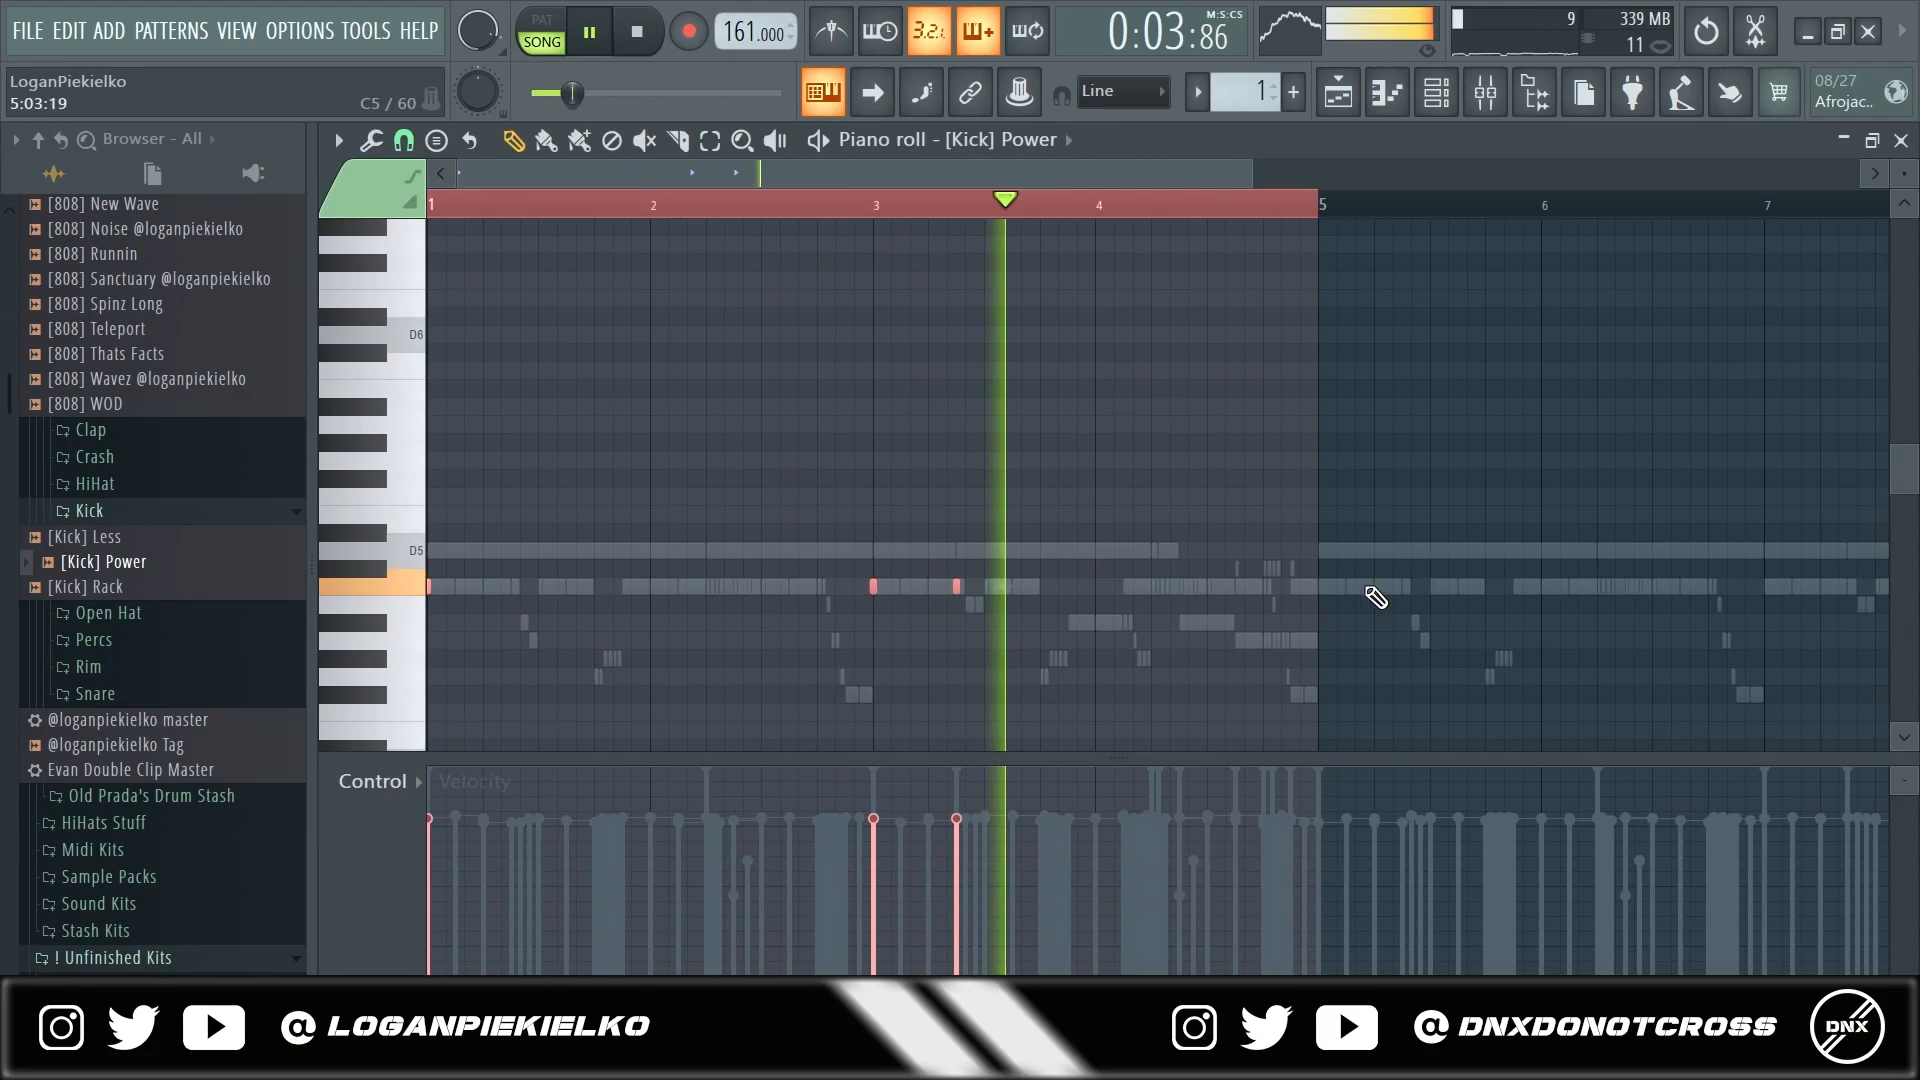 FILE EDIT ADD PATTERNS VIEW OPTIONS TOOLS HELP
PAT
SONG
161.000
3.2.1
M:S:CS
0:03:86
9
339 MB
11
LoganPiekielko
5:03:19
C5 / 60
Line
1
08/27
Afrojac..
Browser - All
Piano roll - [Kick] Power
1
2
3
4
5
6
7
D6
D5
[808] New Wave
[808] Noise @loganpiekielko
[808] Runnin
[808] Sanctuary @loganpiekielko
[808] Spinz Long
[808] Teleport
[808] Thats Facts
[808] Wavez @loganpiekielko
[808] WOD
Clap
Crash
HiHat
Kick
[Kick] Less
[Kick] Power
[Kick] Rack
Open Hat
Percs
Rim
Snare
@loganpiekielko master
@loganpiekielko Tag
Evan Double Clip Master
Old Prada's Drum Stash
HiHats Stuff
Midi Kits
Sample Packs
Sound Kits
Stash Kits
! Unfinished Kits
Control
Velocity
@LOGANPIEKIELKO
@DNXDONOTCROSS
DNX